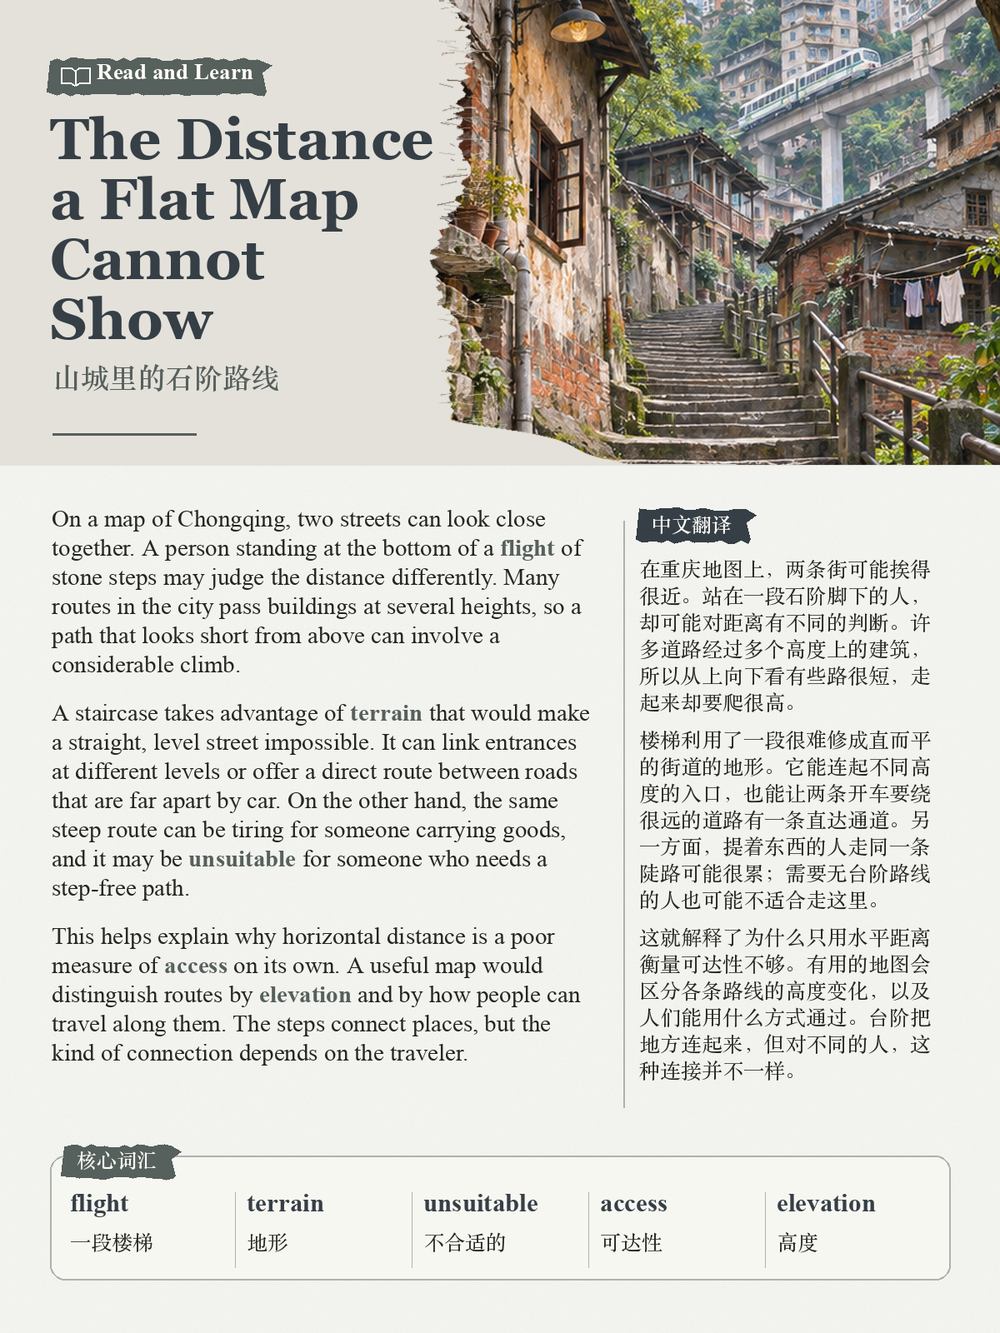 Read and Learn
The Distance
a Flat Map
Cannot
Show
山城里的石阶路线
On a map of Chongqing, two streets can look close
together. A person standing at the bottom of a flight of
stone steps may judge the distance differently. Many
routes in the city pass buildings at several heights, so a
path that looks short from above can involve a
considerable climb.
A staircase takes advantage of terrain that would make
a straight, level street impossible. It can link entrances
at different levels or offer a direct route between roads
that are far apart by car. On the other hand, the same
steep route can be tiring for someone carrying goods,
and it may be unsuitable for someone who needs a
step-free path.
This helps explain why horizontal distance is a poor
measure of access on its own. A useful map would
distinguish routes by elevation and by how people can
travel along them. The steps connect places, but the
kind of connection depends on the traveler.
中文翻译
在重庆地图上，两条街可能挨得
很近。站在一段石阶脚下的人，
却可能对距离有不同的判断。许
多道路经过多个高度上的建筑，
所以从上向下看有些路很短，走
起来却要爬很高。
楼梯利用了一段很难修成直而平
的街道的地形。它能连起不同高
度的入口，也能让两条开车要绕
很远的道路有一条直达通道。另
一方面，提着东西的人走同一条
陡路可能很累；需要无台阶路线
的人也可能不适合走这里。
这就解释了为什么只用水平距离
衡量可达性不够。有用的地图会
区分各条路线的高度变化，以及
人们能用什么方式通过。台阶把
地方连起来，但对不同的人，这
种连接并不一样。
核心词汇
flight
一段楼梯
terrain
地形
unsuitable
不合适的
access
可达性
elevation
高度